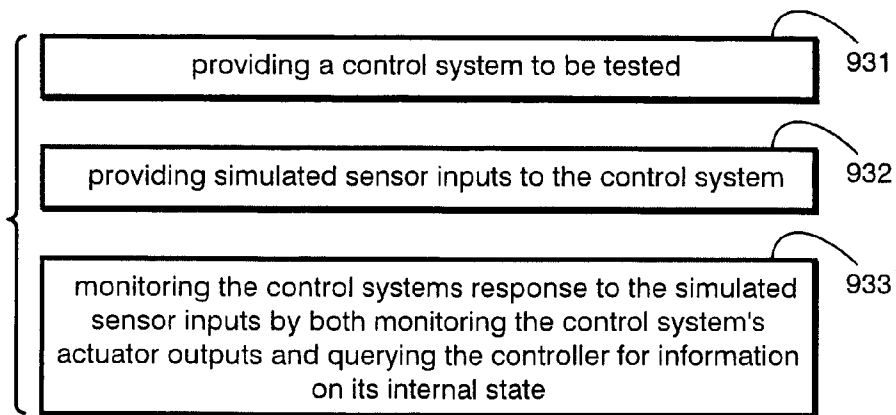 providing a control system to be tested
931
providing simulated sensor inputs to the control system
932
monitoring the control systems response to the simulated
sensor inputs by both monitoring the control system's
actuator outputs and querying the controller for information
on its internal state
933